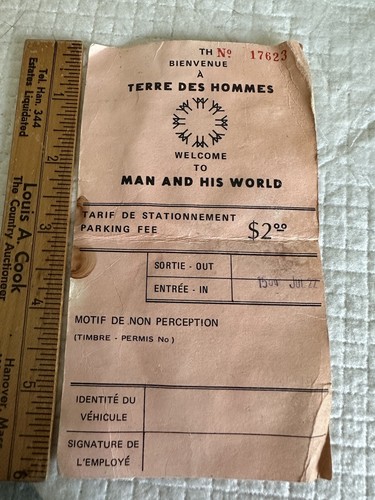 TH No. 17623
BIENVENUE
À
TERRE DES HOMMES
WELCOME
TO
MAN AND HIS WORLD
TARIF DE STATIONNEMENT
PARKING FEE
$2.00
SORTIE - OUT
ENTRÉE - IN
JUL 22
MOTIF DE NON PERCEPTION
(TIMBRE - PERMIS No )
IDENTITÉ DU
VÉHICULE
SIGNATURE DE
L'EMPLOYÉ
Tel. Han. 344
Estates Liquidated
Louis A. Cook
The Country Auctioneer
Hanover,
1
2
3
4
5
6